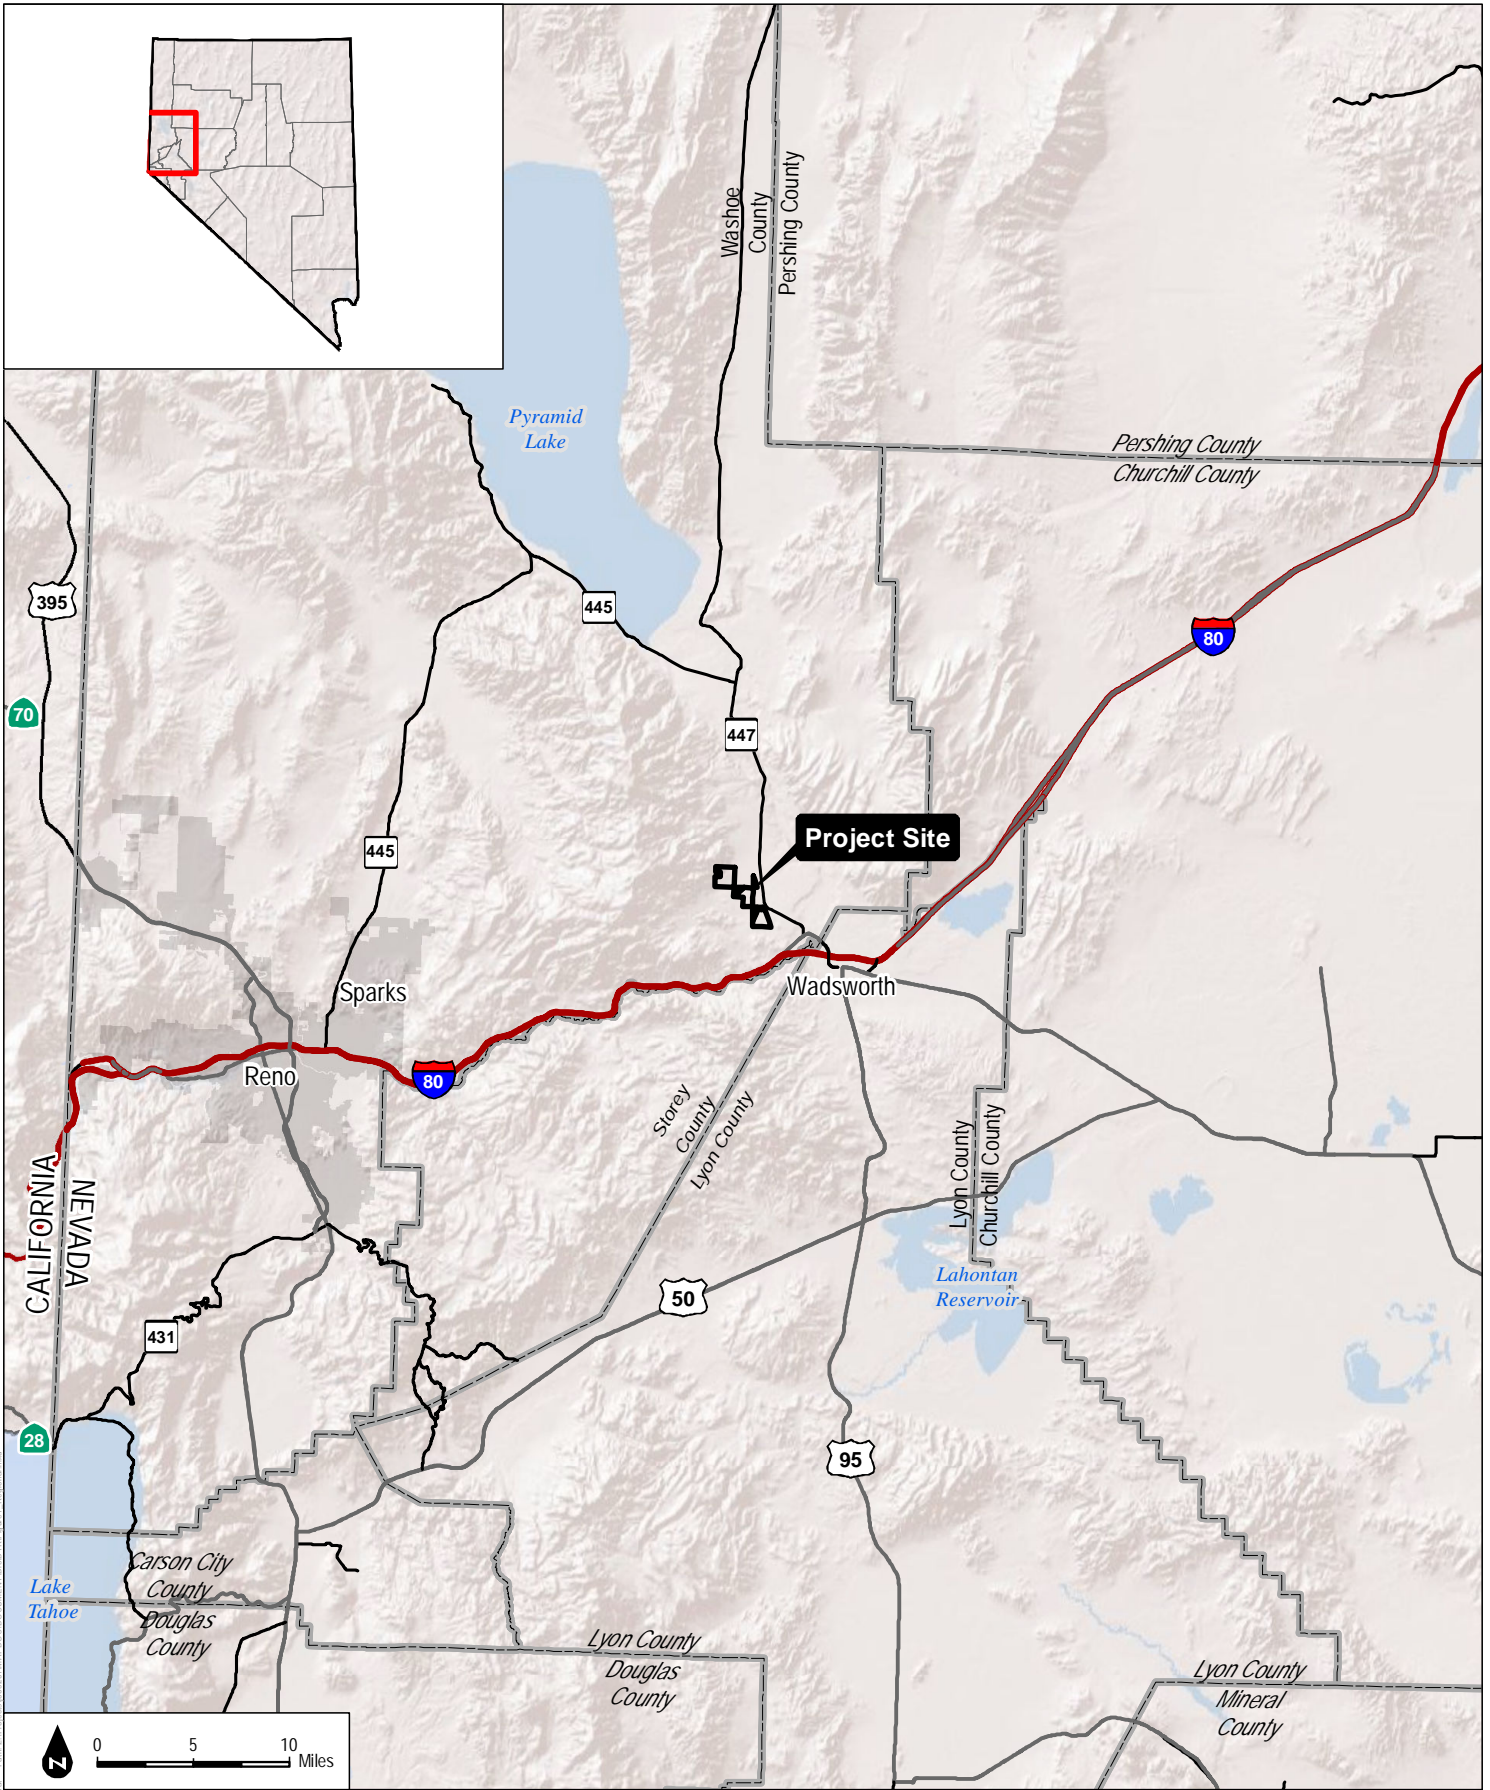 Washoe
County
Pershing County
Pyramid
Lake
Pershing County
Churchill County
395
445
80
70
447
Project Site
445
Sparks
Wadsworth
Reno
80
Storey
County
Lyon County
Lyon County
Churchill County
CALIFORNIA
NEVADA
Lahontan
Reservoir
50
431
28
95
Carson City
County
Lake
Tahoe
Douglas
County
Lyon County
Douglas
County
Lyon County
Mineral
County
N
0 5 10
Miles